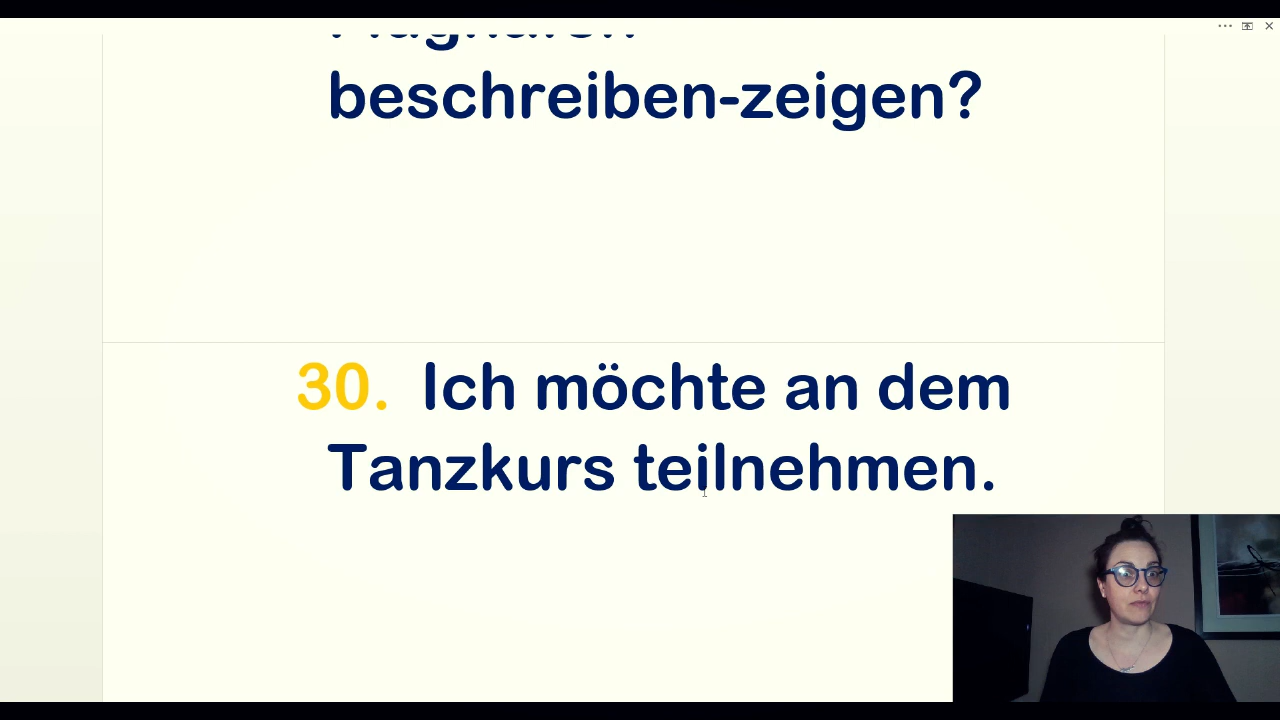 beschreiben-zeigen?
30. Ich möchte an dem
Tanzkurs teilnehmen.